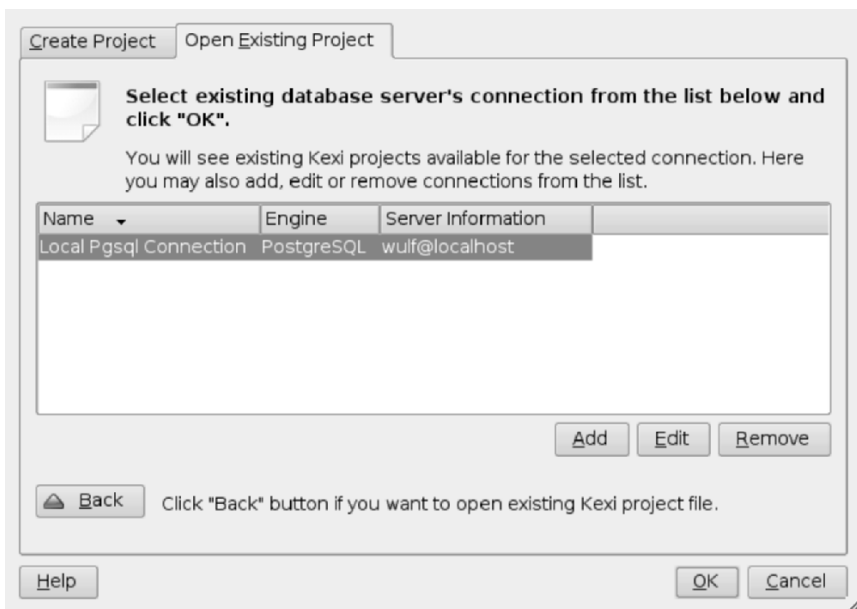 Create Project
Open Existing Project
Select existing database server's connection from the list below and
click "OK".
You will see existing Kexi projects available for the selected connection. Here
you may also add, edit or remove connections from the list.
Name Engine Server Information
Local Pgsql Connection PostgreSQL wulf@localhost
Add Edit Remove
Back Click "Back" button if you want to open existing Kexi project file.
Help OK Cancel